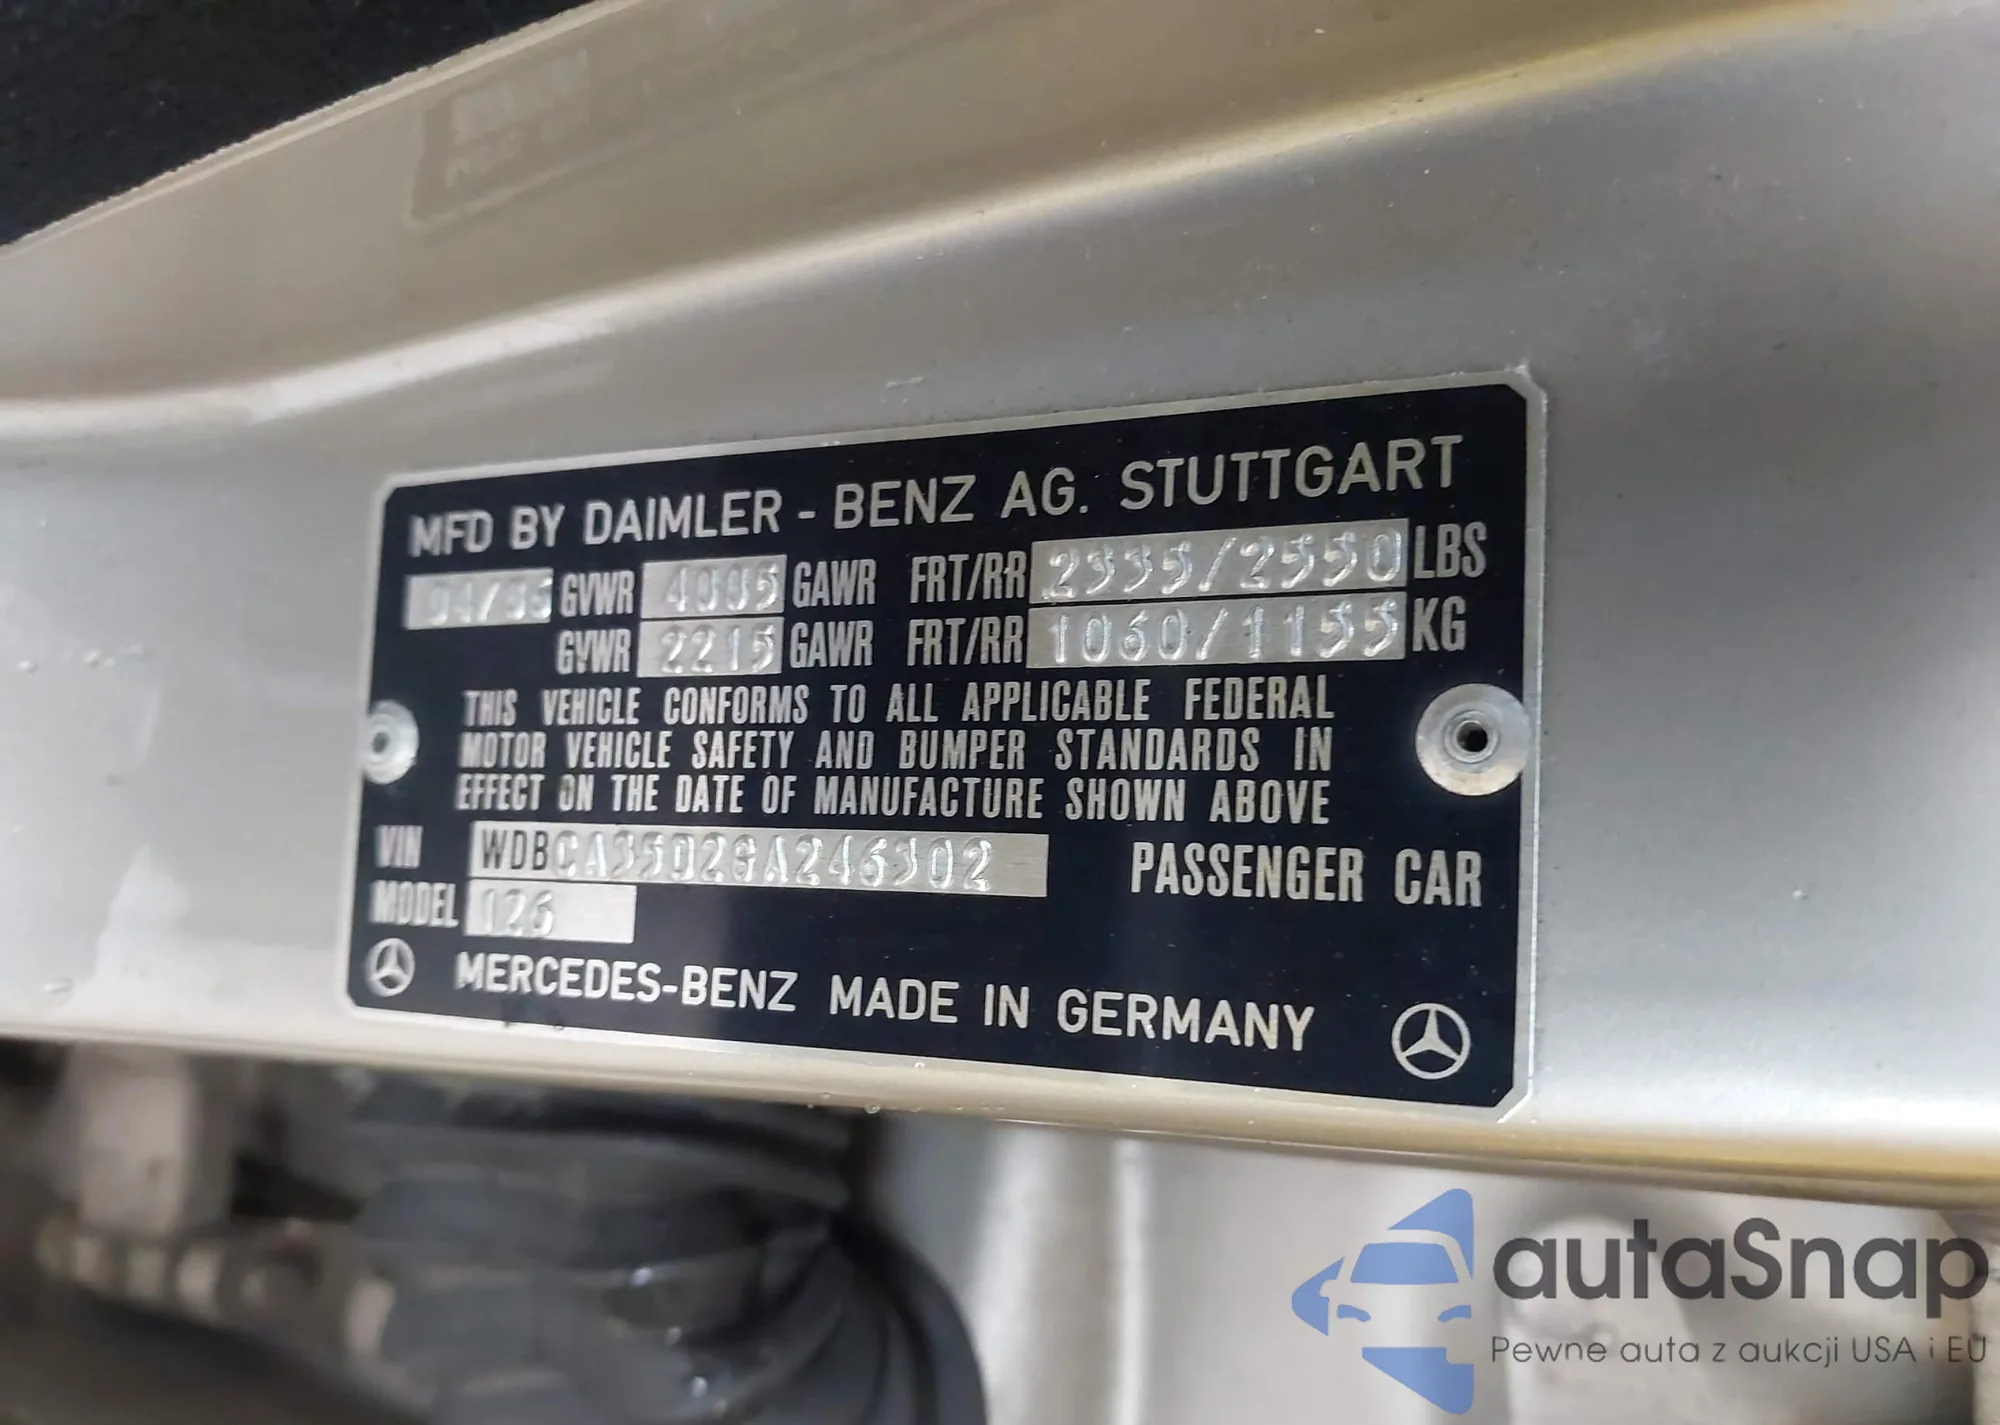 MFD BY DAIMLER - BENZ AG. STUTTGART
04/86 GVWR 4885 GAWR FRT/RR 2335/2550 LBS
GVWR 2215 GAWR FRT/RR 1060/1155 KG
THIS VEHICLE CONFORMS TO ALL APPLICABLE FEDERAL
MOTOR VEHICLE SAFETY AND BUMPER STANDARDS IN
EFFECT ON THE DATE OF MANUFACTURE SHOWN ABOVE
VIN WDBCA35D2GA246302 PASSENGER CAR
MODEL 126
MERCEDES-BENZ MADE IN GERMANY
autaSnap
Pewne auta z aukcji USA i EU